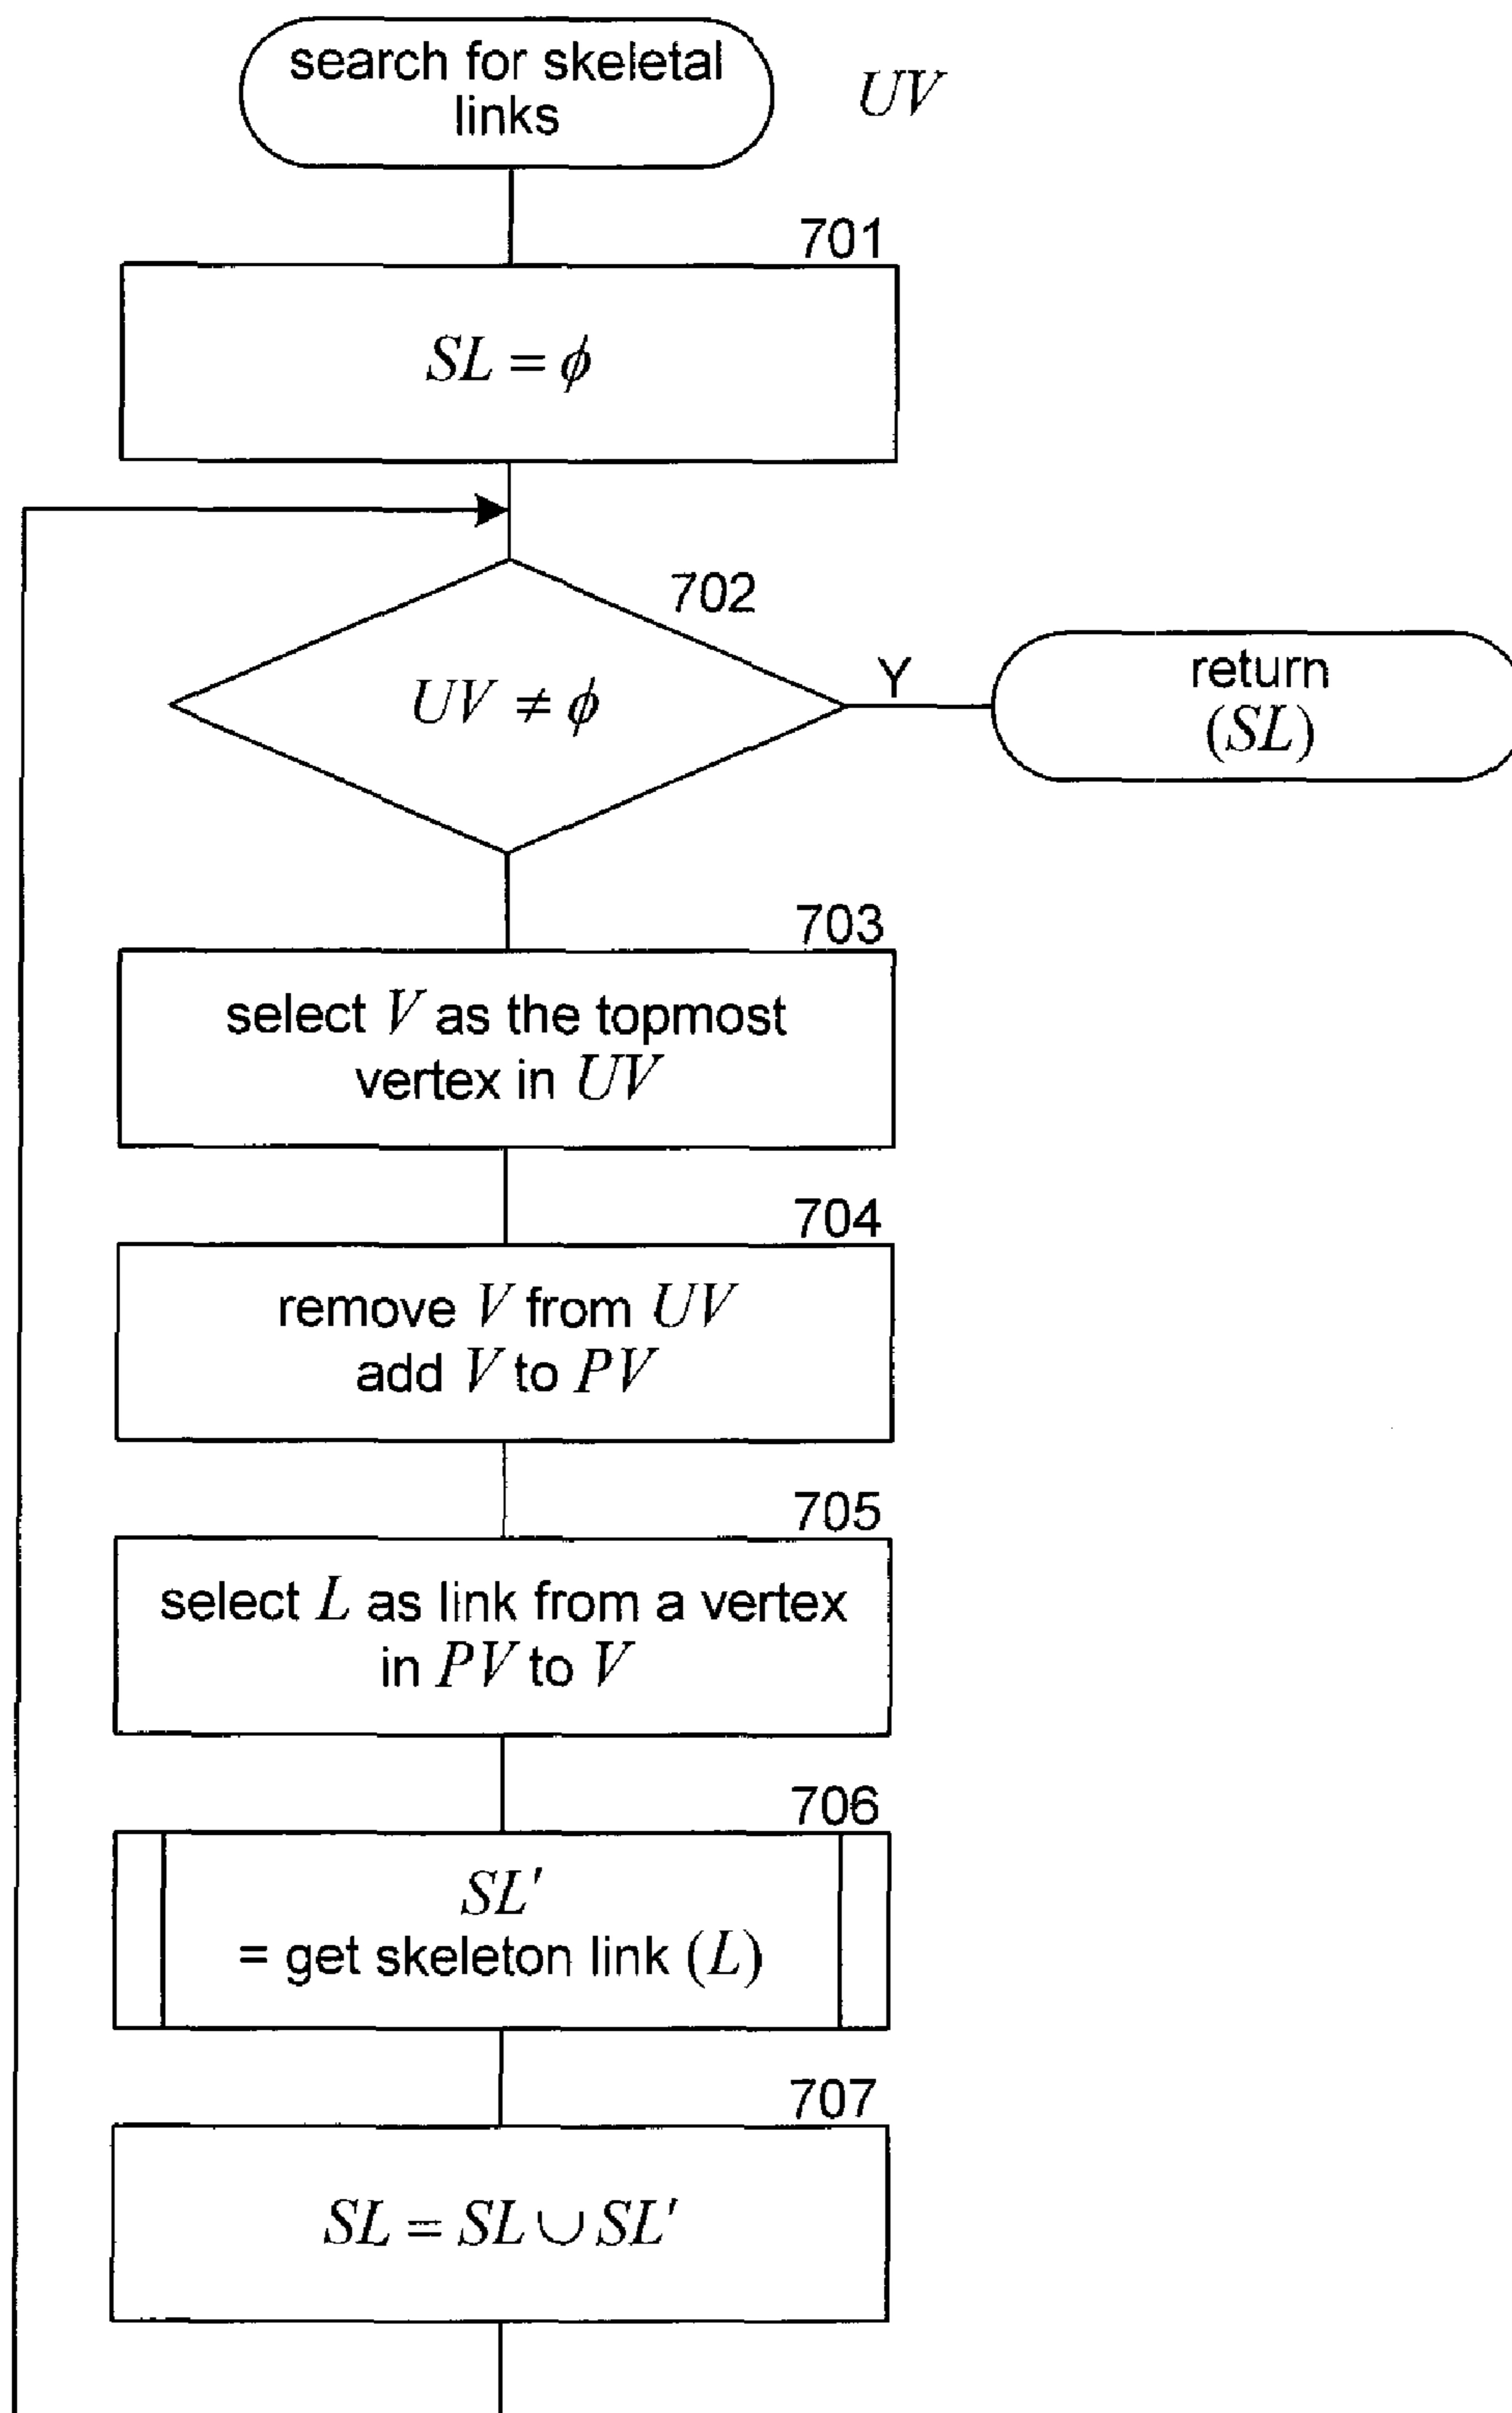 search for skeletal
links
UV
701
SL = ϕ
702
UV ≠ ϕ
Y
return
(SL)
703
select V as the topmost
vertex in UV
704
remove V from UV
add V to PV
705
select L as link from a vertex
in PV to V
706
SL'
= get skeleton link (L)
707
SL = SL ∪ SL'